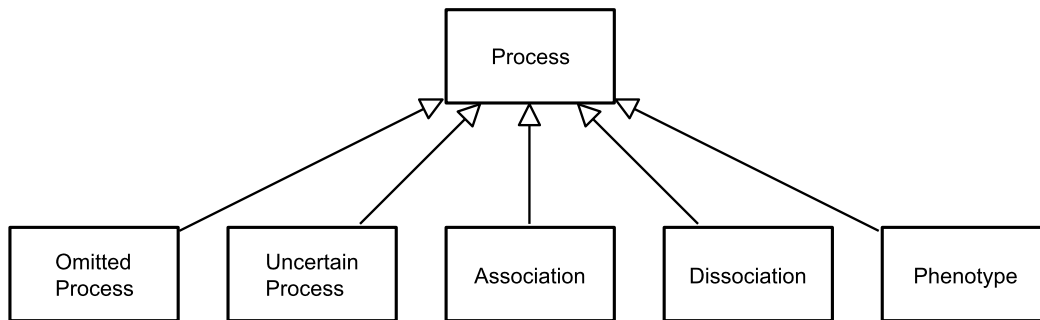 Process
Omitted
Process
Uncertain
Process
Association
Dissociation
Phenotype